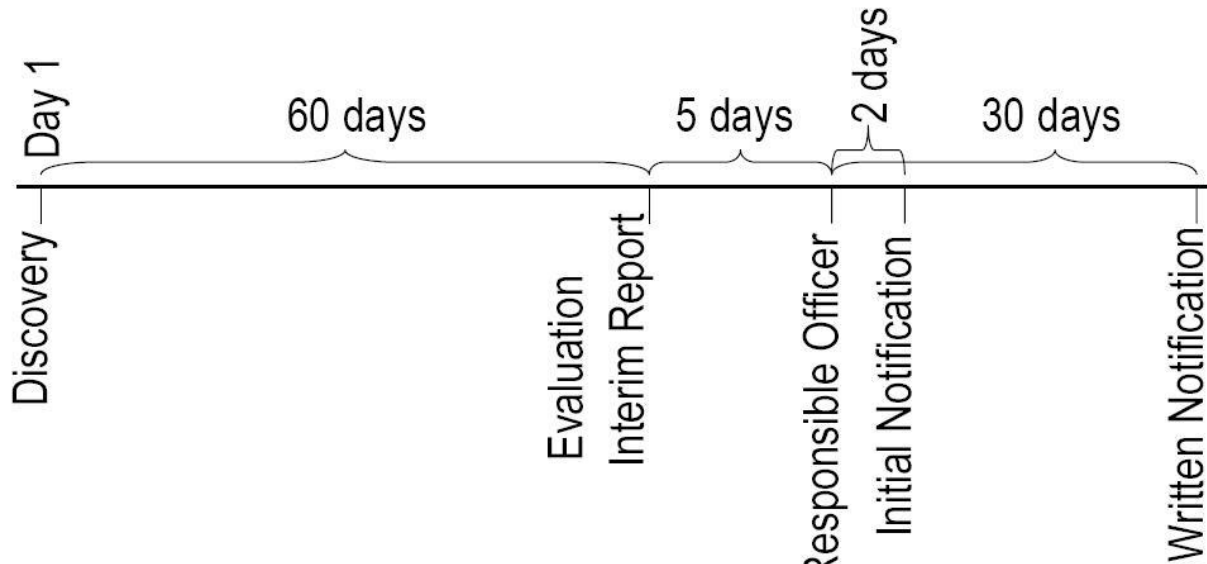 Day 1
60 days
5 days
2 days
30 days
Discovery
Evaluation
Interim Report
Responsible Officer
Initial Notification
Written Notification